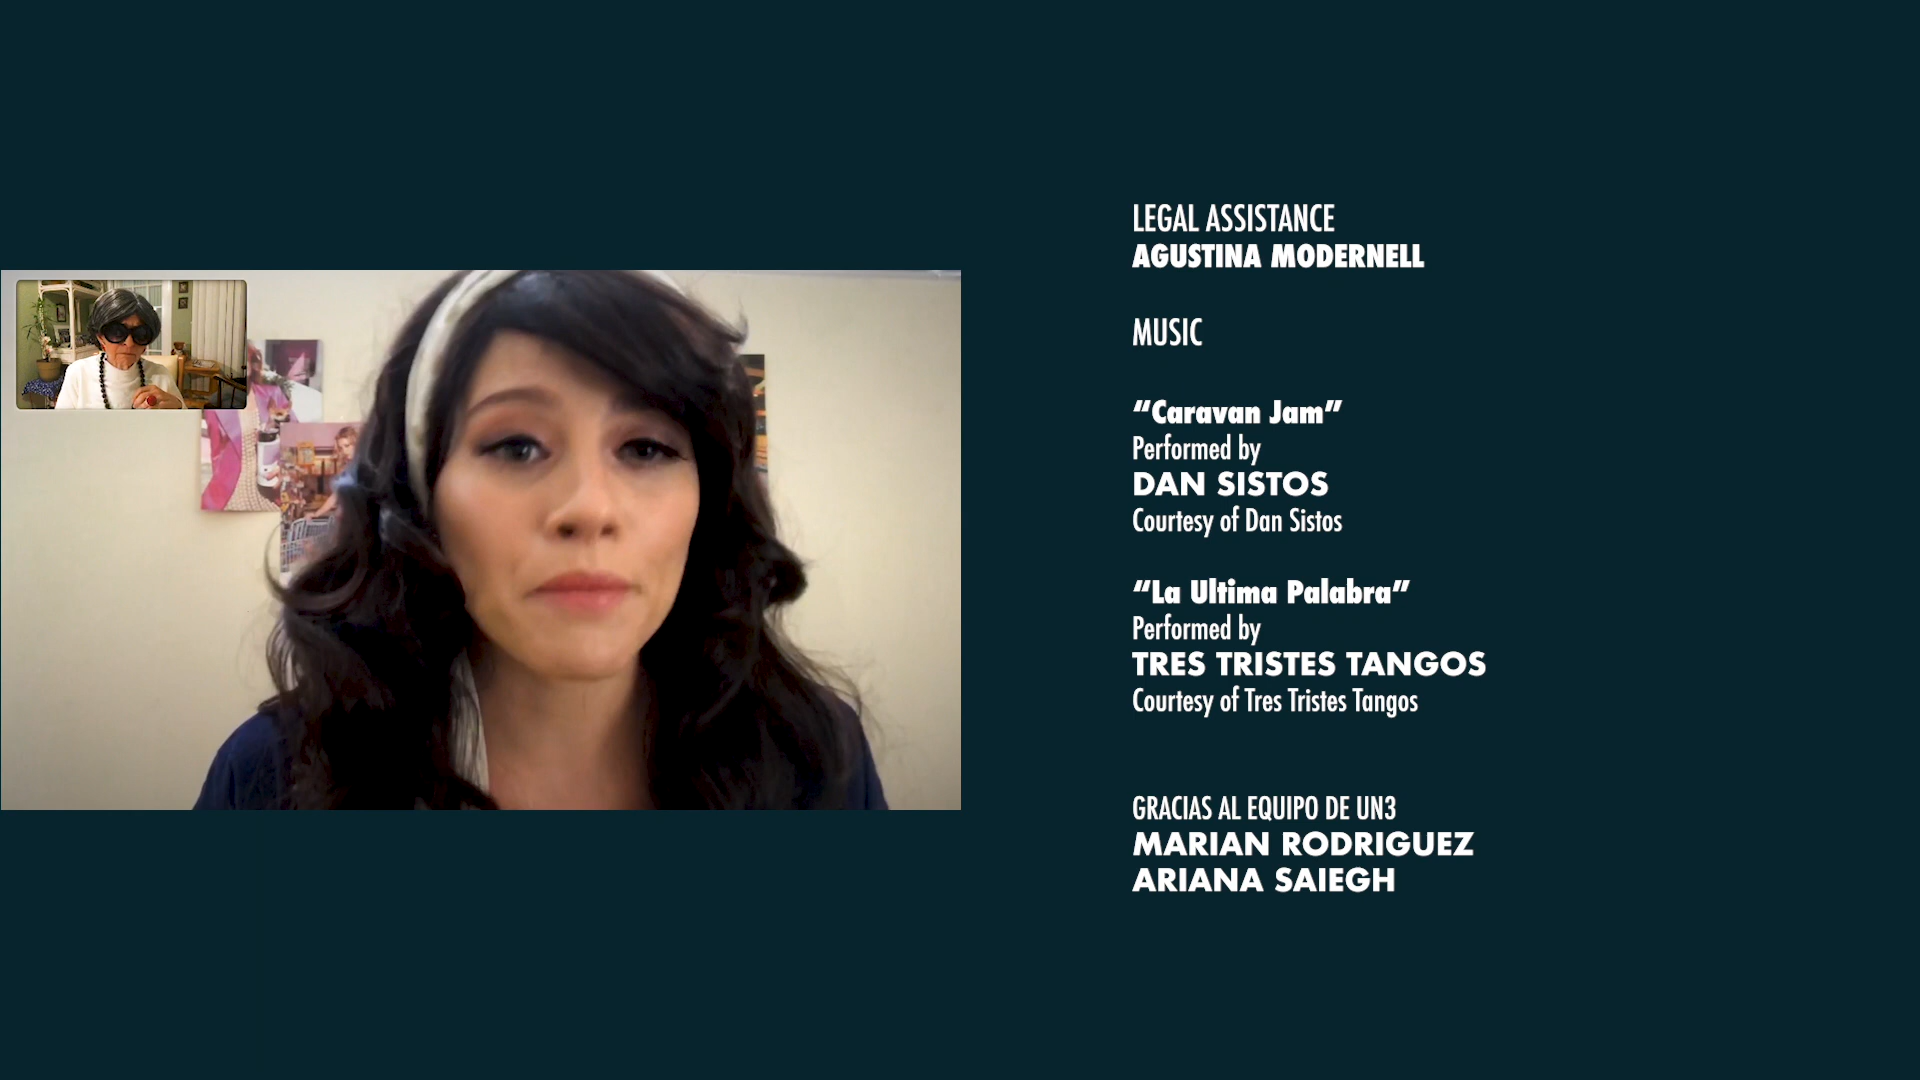 LEGAL ASSISTANCE
AGUSTINA MODERNELL
MUSIC
“Caravan Jam”
Performed by
DAN SISTOS
Courtesy of Dan Sistos
“La Ultima Palabra”
Performed by
TRES TRISTES TANGOS
Courtesy of Tres Tristes Tangos
GRACIAS AL EQUIPO DE UN3
MARIAN RODRIGUEZ
ARIANA SAIEGH